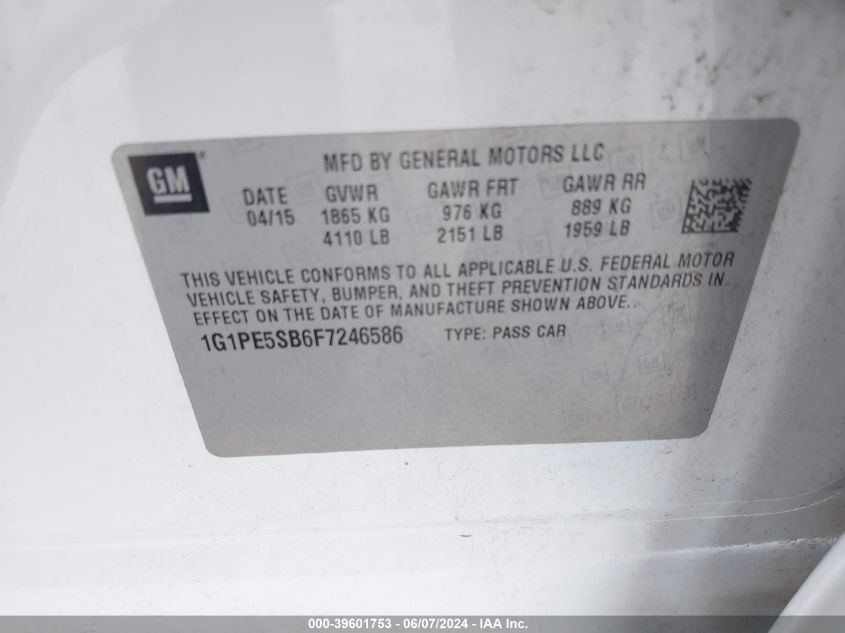 GM
MFD BY GENERAL MOTORS LLC
DATE GVWR GAWR FRT GAWR RR
04/15 1865 KG 976 KG 889 KG
4110 LB 2151 LB 1959 LB
THIS VEHICLE CONFORMS TO ALL APPLICABLE U.S. FEDERAL MOTOR
VEHICLE SAFETY, BUMPER, AND THEFT PREVENTION STANDARDS IN
EFFECT ON THE DATE OF MANUFACTURE SHOWN ABOVE.
1G1PE5SB6F7246586 TYPE: PASS CAR
000-39601753 - 06/07/2024 - IAA Inc.